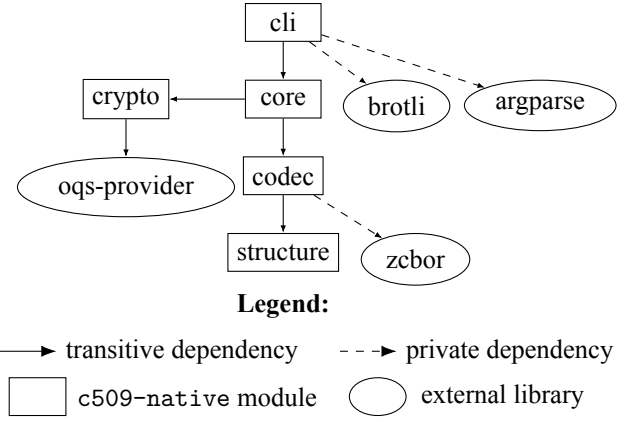 cli
crypto
core
brotli
argparse
oqs-provider
codec
structure
zcbor
Legend:
transitive dependency
private dependency
c509-native module
external library